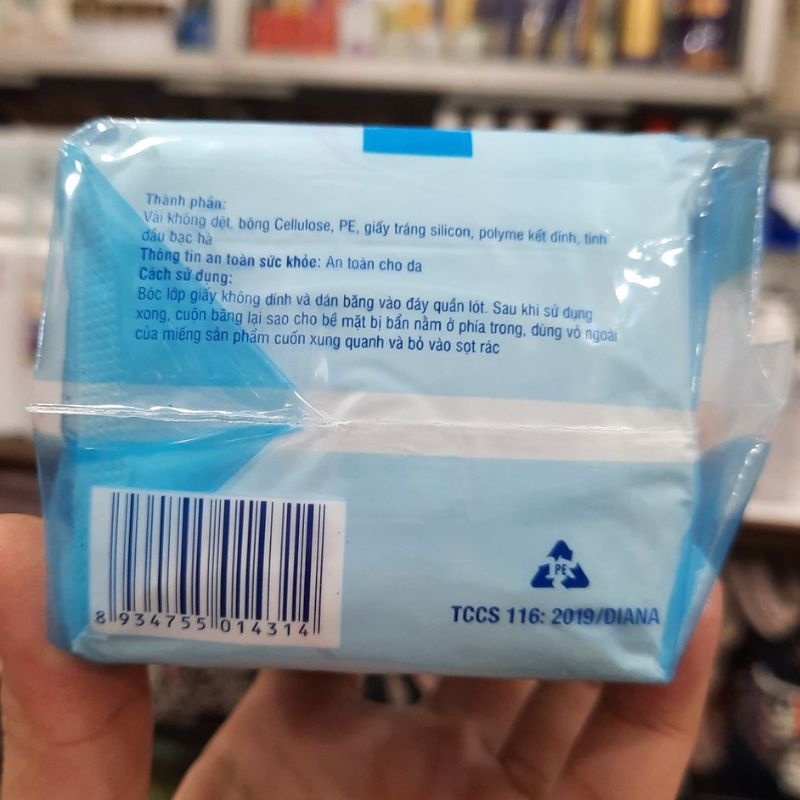 Thành phần:
Vải không dệt, bông Cellulose, PE, giấy tráng silicon, polyme kết dính, tinh
dầu bạc hà
Thông tin an toàn sức khỏe: An toàn cho da
Cách sử dụng:
Bóc lớp giấy không dính và dán băng vào đáy quần lót. Sau khi sử dụng
xong, cuộn băng lại sao cho bề mặt bị bẩn nằm ở phía trong, dùng vỏ ngoài
của miếng sản phẩm cuốn xung quanh và bỏ vào sọt rác
PE
8 934755 014314
TCCS 116: 2019/DIANA